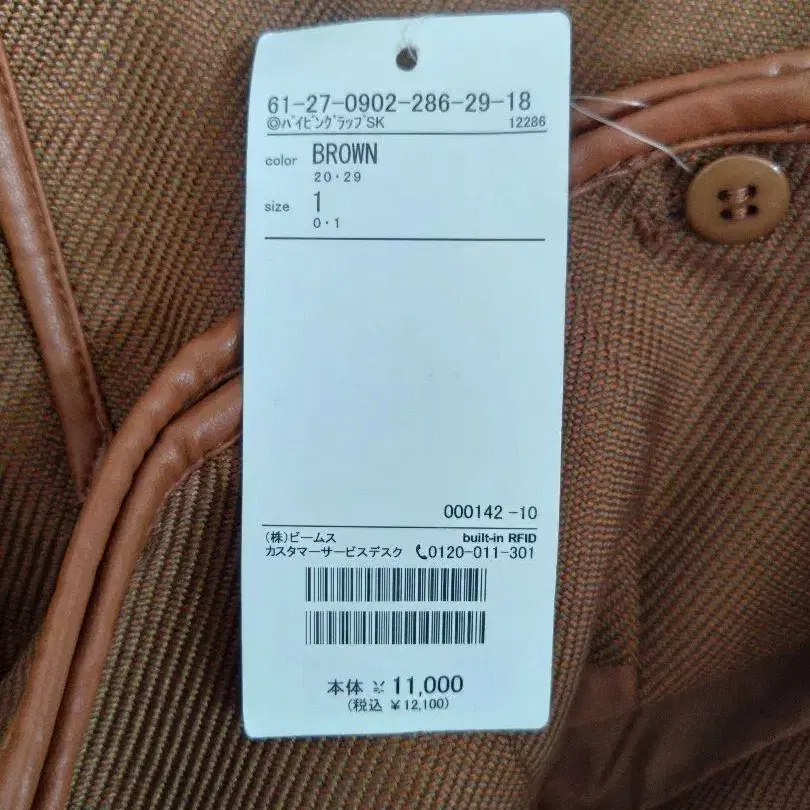 61-27-0902-286-29-18
◎ﾊﾟｲﾋﾟﾝｸﾞﾗｯﾌﾟSK 12286
color BROWN
20・29
size 1
0・1
000142 -10
(株)ビームス built-in RFID
カスタマーサービスデスク 📞0120-011-301
本体 ¥ 11,000
(税込 ¥12,100)